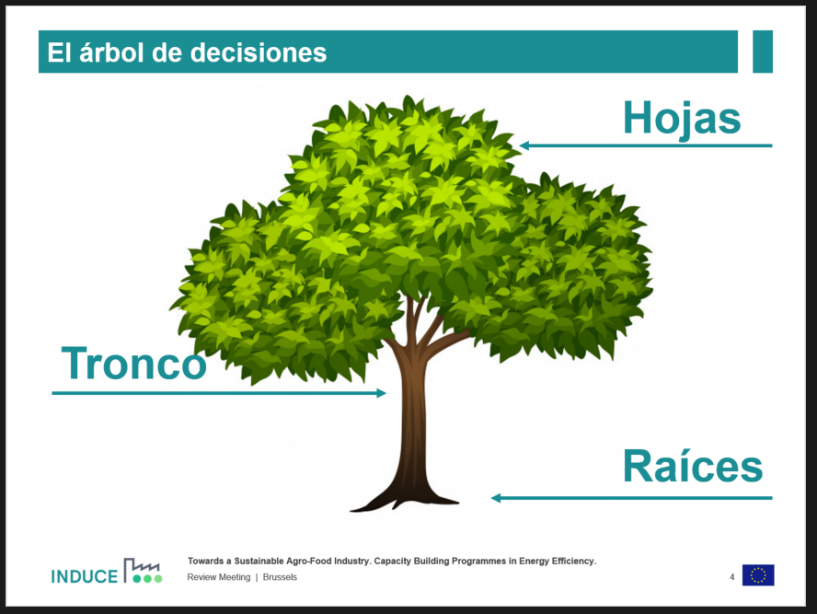 El árbol de decisiones
Hojas
Tronco
Raíces
INDUCE
Towards a Sustainable Agro-Food Industry. Capacity Building Programmes in Energy Efficiency.
Review Meeting | Brussels
4